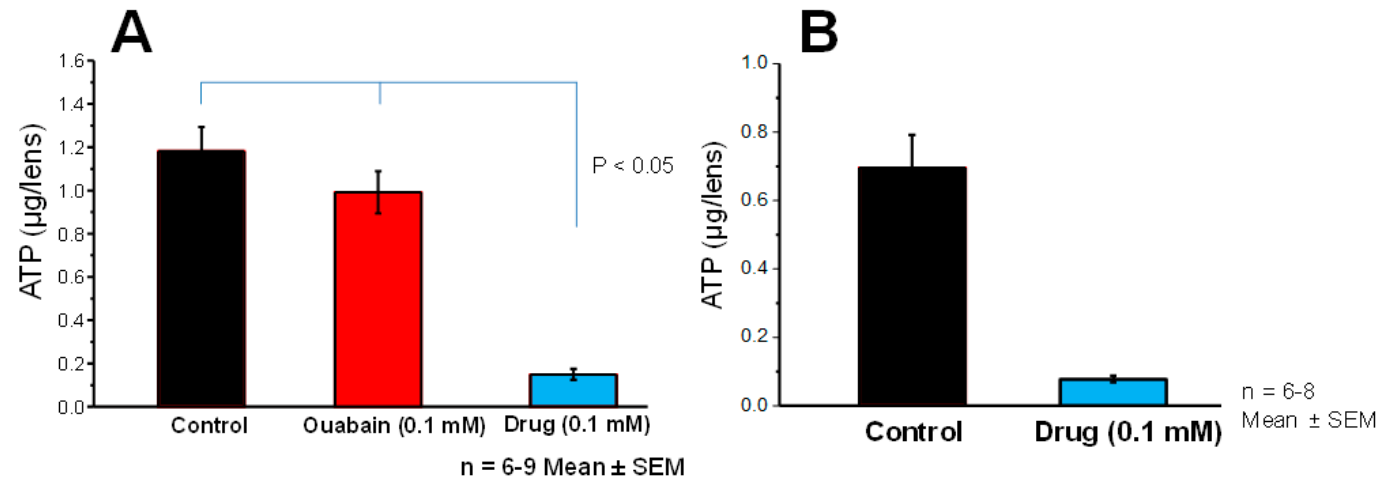 A
ATP (µg/lens)
1.6
1.4
1.2
1.0
0.8
0.6
0.4
0.2
0.0
P < 0.05
Control
Ouabain (0.1 mM)
Drug (0.1 mM)
n = 6-9 Mean ± SEM
B
ATP (µg/lens)
1.0
0.8
0.6
0.4
0.2
0.0
Control
Drug (0.1 mM)
n = 6-8
Mean ± SEM